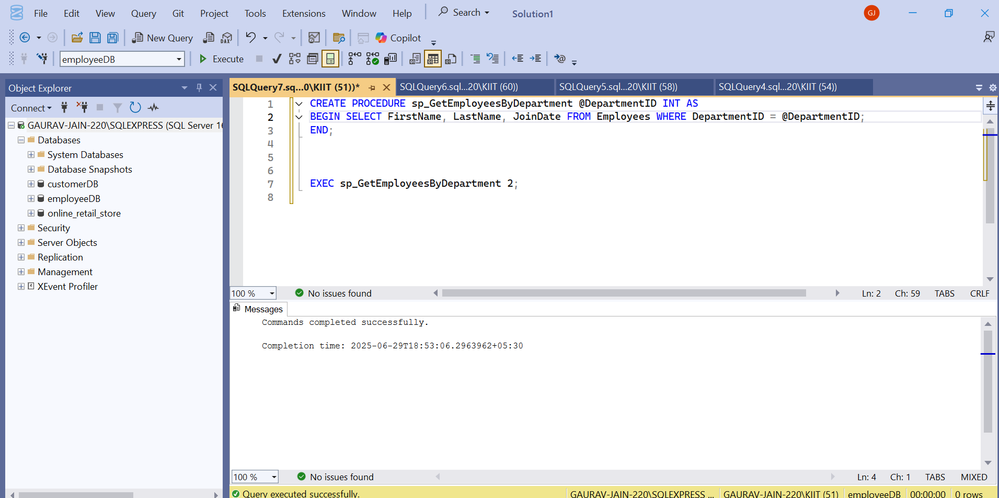 File Edit View Query Git Project Tools Extensions Window Help Search Solution1 GJ
New Query DAX Copilot
employeeDB Execute
Object Explorer
Connect
GAURAV-JAIN-220\SQLEXPRESS (SQL Server 16
Databases
System Databases
Database Snapshots
customerDB
employeeDB
online_retail_store
Security
Server Objects
Replication
Management
XEvent Profiler
SQLQuery7.sq...0\KIIT (51))* SQLQuery6.sql...20\KIIT (60)) SQLQuery5.sql...20\KIIT (58)) SQLQuery4.sql...20\KIIT (54))
1 CREATE PROCEDURE sp_GetEmployeesByDepartment @DepartmentID INT AS
2 BEGIN SELECT FirstName, LastName, JoinDate FROM Employees WHERE DepartmentID = @DepartmentID;
3 END;
4
5
6
7 EXEC sp_GetEmployeesByDepartment 2;
8
100 % No issues found Ln: 2 Ch: 59 TABS CRLF
Messages
Commands completed successfully.
Completion time: 2025-06-29T18:53:06.2963962+05:30
100 % No issues found Ln: 4 Ch: 1 TABS MIXED
Query executed successfully. GAURAV-JAIN-220\SQLEXPRESS ... GAURAV-JAIN-220\KIIT (51) employeeDB 00:00:00 0 rows